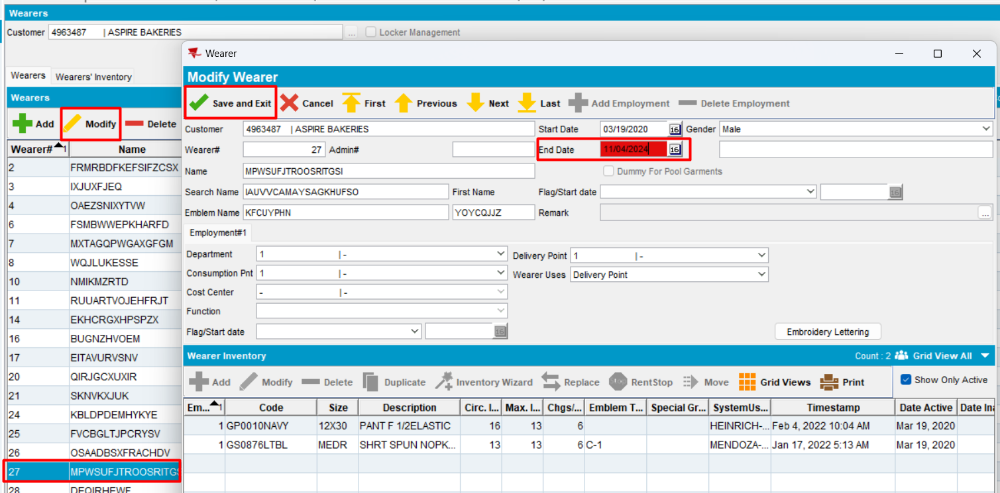 Wearers
Customer 4963487 | ASPIRE BAKERIES ... Locker Management
Wearers Wearers' Inventory
Wearers
Add Modify Delete
Wearer# 1 Name
2 FRMRBDFKEFSIFZCSX
3 IXJUXFJEQ
4 OAEZSNIXYTVW
6 FSMBWWEPKHARFD
7 MXTAGQPWGAXGFGM
8 WQJLUKESSE
10 NMIKMZRTD
11 RUUARTVOJEHFRJT
14 EKHCRGXHPSPZX
16 BUGNZHVOEM
17 EITAVURVSNV
20 QIRJGCXUXIR
21 SKNVKXJUK
24 KBLDPDEMHYKYE
25 FVCBGLTJPCRYSV
26 OSAADBSXFRACHDV
27 MPWSUFJTROOSRITGS
28 DEQIRHEWF
Wearer
Modify Wearer
Save and Exit Cancel First Previous Next Last Add Employment Delete Employment
Customer 4963487 | ASPIRE BAKERIES Start Date 03/19/2020 16 Gender Male
Wearer# 27 Admin# End Date 11/04/2024 16
Name MPWSUFJTROOSRITGSI Dummy For Pool Garments
Search Name IAUVVCAMAYSAGKHUFSO First Name Flag/Start date 16
Emblem Name KFCUYPHN YOYCQJJZ Remark ...
Employment#1
Department 1 | - Delivery Point 1 | -
Consumption Pnt 1 | - Wearer Uses Delivery Point
Cost Center - | -
Function
Flag/Start date 16 Embroidery Lettering
Wearer Inventory Count : 2 Grid View All
Add Modify Delete Duplicate Inventory Wizard Replace RentStop Move Grid Views Print Show Only Active
Em... 1 Code Size Description Circ. I... Max. I... Chgs/... Emblem T... Special Gr... SystemUs... Timestamp Date Active Date Ina
1 GP0010NAVY 12X30 PANT F 1/2ELASTIC 16 13 6 HEINRICH-... Feb 4, 2022 10:04 AM Mar 19, 2020
1 GS0876LTBL MEDR SHRT SPUN NOPK... 13 13 6 C-1 MENDOZA-... Jan 17, 2022 5:13 AM Mar 19, 2020